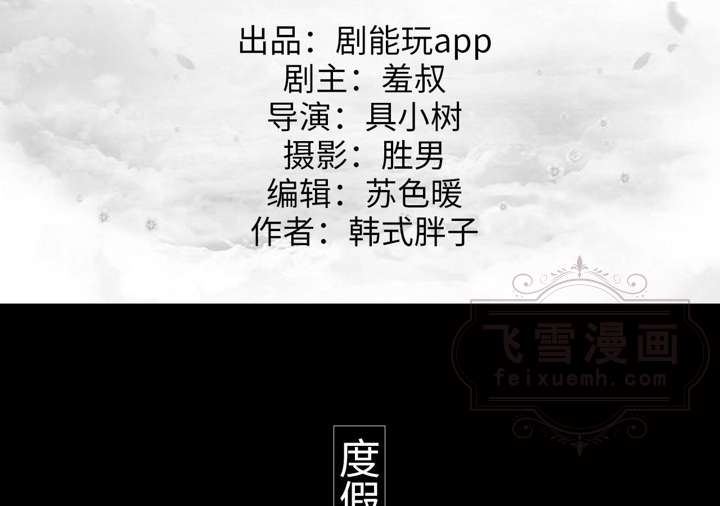 出品：剧能玩app
剧主：羞叔
导演：具小树
摄影：胜男
编辑：苏色暖
作者：韩式胖子
飞雪漫画
feixuemh.com
度假